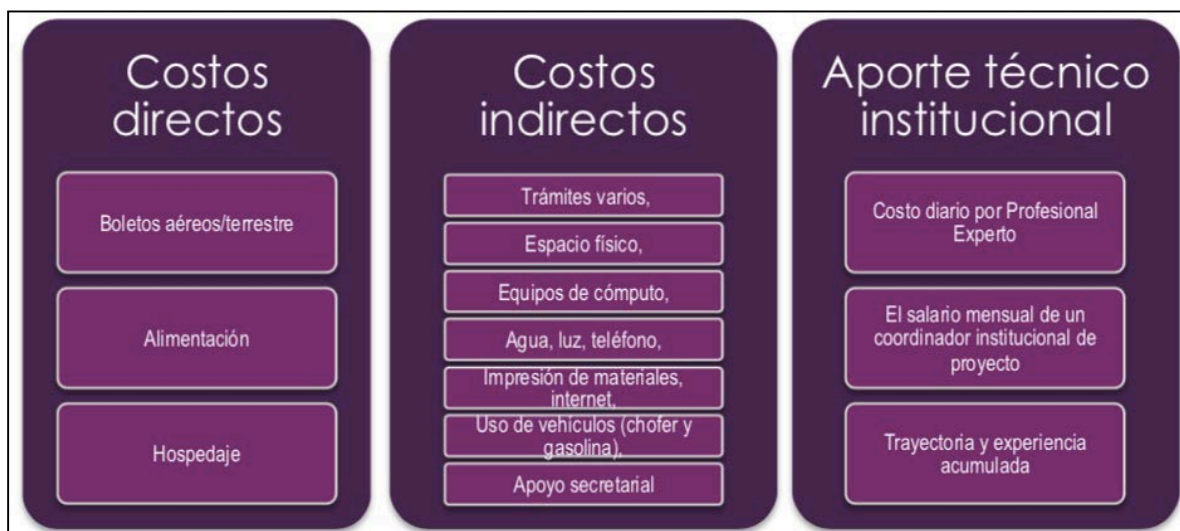 Costos
directos
Boletos aéreos/terrestre
Alimentación
Hospedaje
Costos
indirectos
Trámites varios,
Espacio físico,
Equipos de cómputo,
Agua, luz, teléfono,
Impresión de materiales,
internet,
Uso de vehículos (chofer y
gasolina),
Apoyo secretarial
Aporte técnico
institucional
Costo diario por Profesional
Experto
El salario mensual de un
coordinador institucional de
proyecto
Trayectoria y experiencia
acumulada